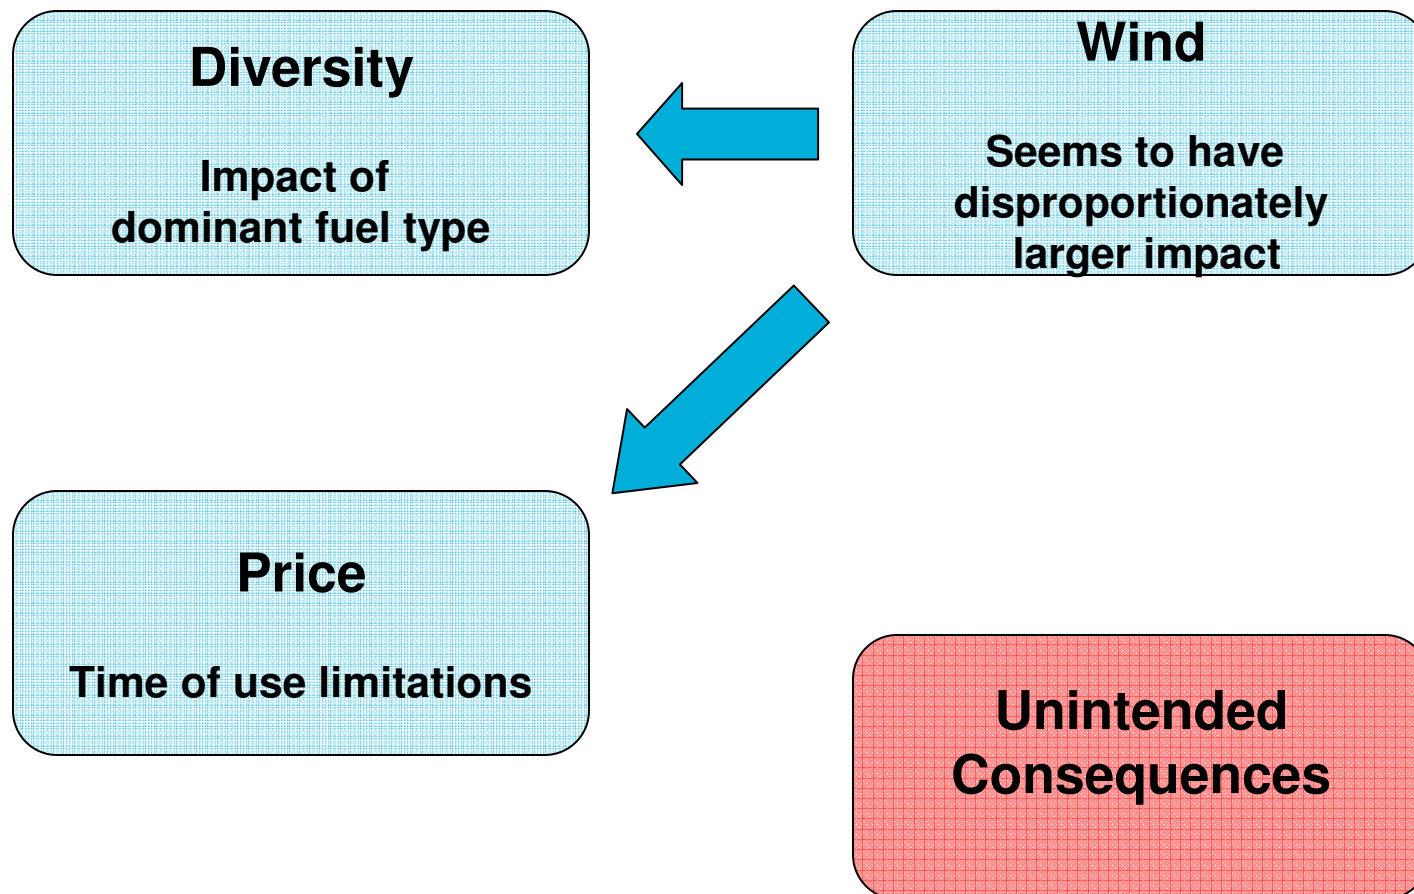 Diversity
Impact of
dominant fuel type
Wind
Seems to have
disproportionately
larger impact
Price
Time of use limitations
Unintended
Consequences